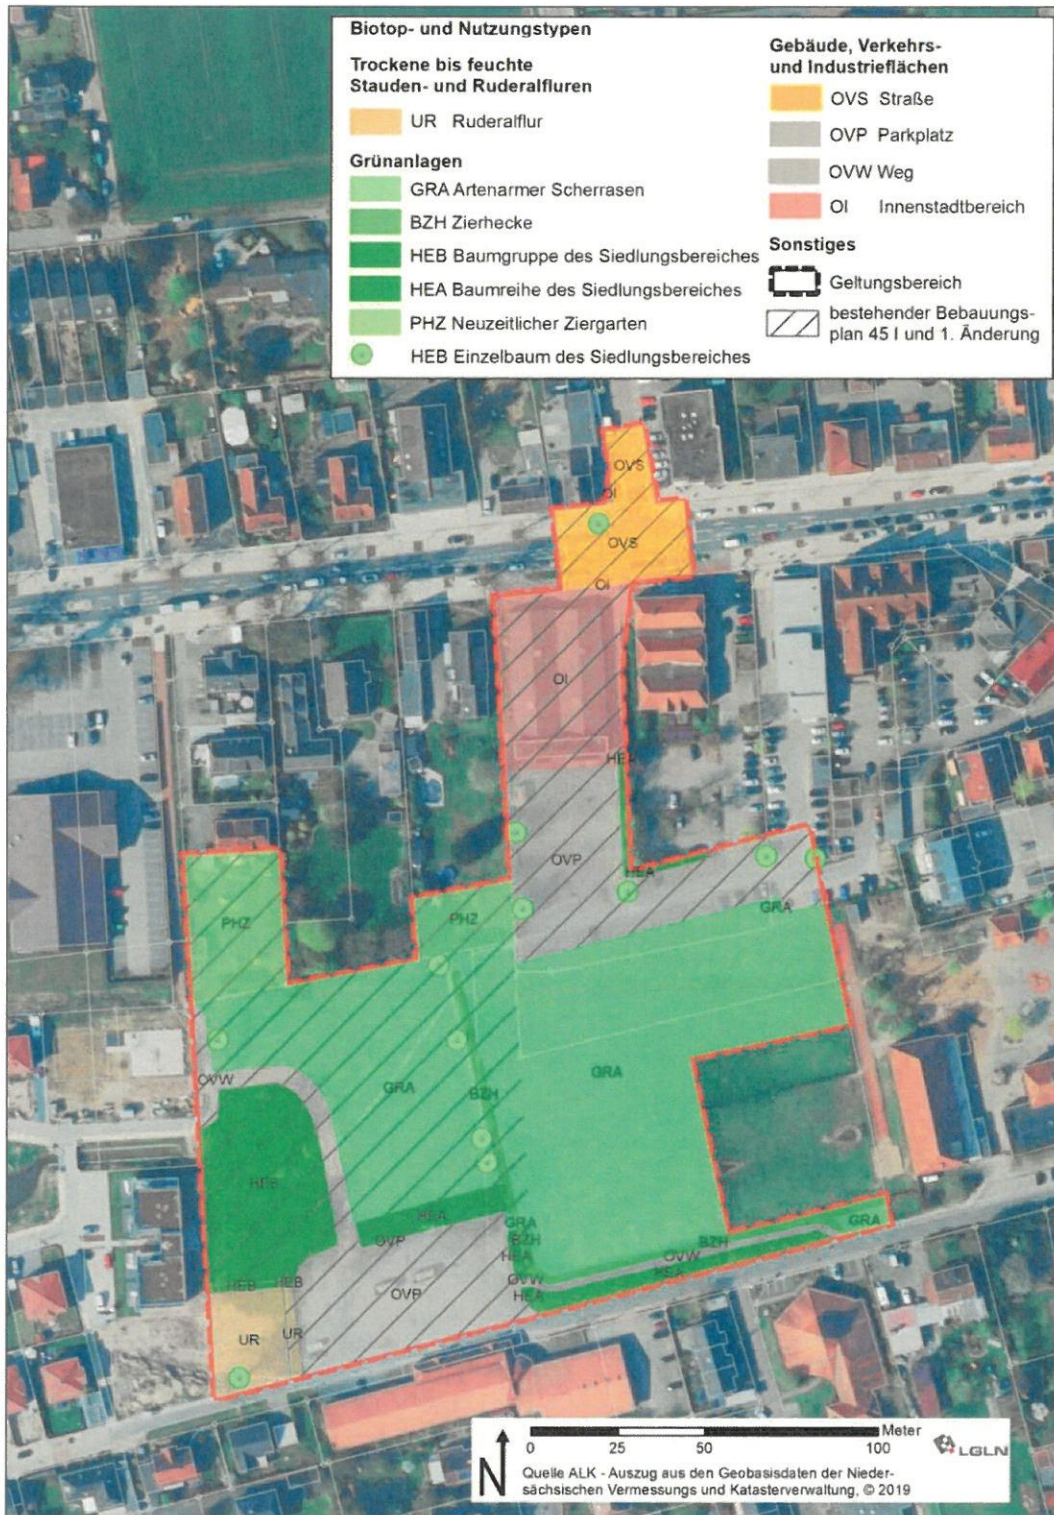 Biotop- und Nutzungstypen
Trockene bis feuchte
Stauden- und Ruderalfluren
UR Ruderalflur
Grünanlagen
GRA Artenarmer Scherrasen
BZH Zierhecke
HEB Baumgruppe des Siedlungsbereiches
HEA Baumreihe des Siedlungsbereiches
PHZ Neuzeitlicher Ziergarten
HEB Einzelbaum des Siedlungsbereiches
Gebäude, Verkehrs-
und Industrieflächen
OVS Straße
OVP Parkplatz
OVW Weg
OI Innenstadtbereich
Sonstiges
Geltungsbereich
bestehender Bebauungs-
plan 45 I und 1. Änderung
OVS
OI
OVS
OI
OI
HEA
OVP
HEA
GRA
PHZ
PHZ
OVW
GRA
BZH
GRA
HEB
HEA
OVP
GRA
BZH
HEA
OVW
HEA
BZH
GRA
OVW
HEA
HEB
HEB
OVP
UR
UR
Meter
0 25 50 100
N
LGLN
Quelle ALK - Auszug aus den Geobasisdaten der Nieder-
sächsischen Vermessungs und Katasterverwaltung, © 2019